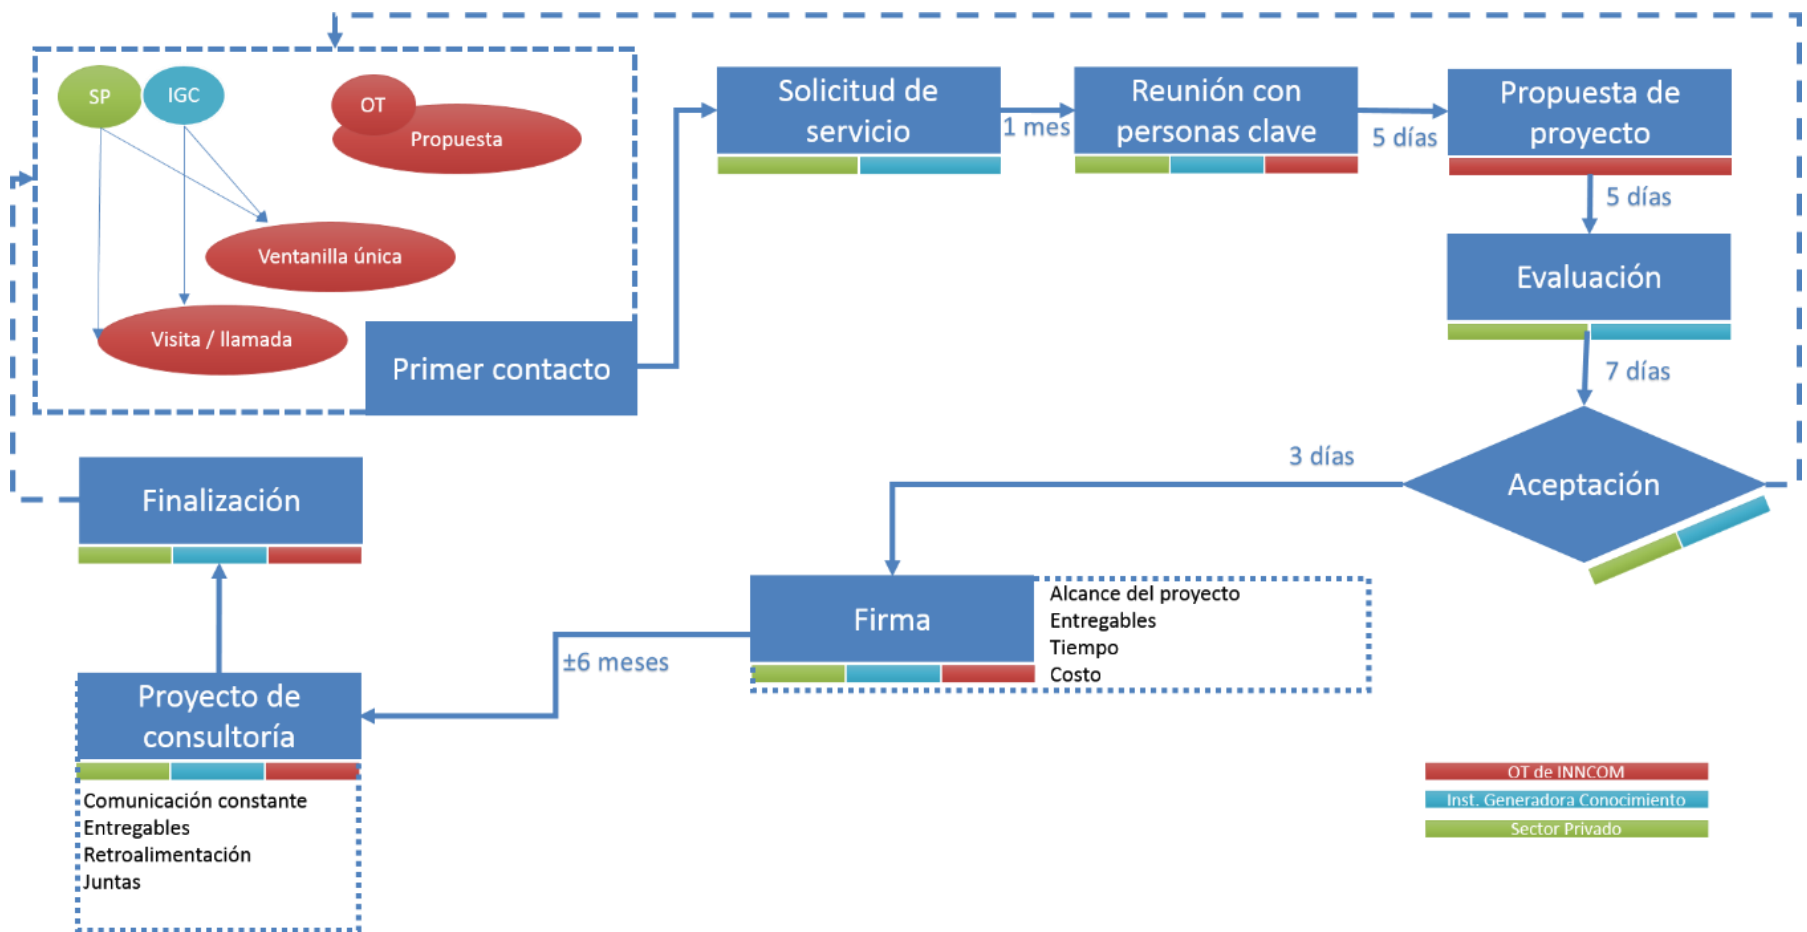 SP
IGC
OT
Propuesta
Ventanilla única
Visita / llamada
Primer contacto
Solicitud de
servicio
1 mes
Reunión con
personas clave
5 días
Propuesta de
proyecto
5 días
Evaluación
7 días
Aceptación
3 días
Firma
Alcance del proyecto
Entregables
Tiempo
Costo
±6 meses
Proyecto de
consultoría
Comunicación constante
Entregables
Retroalimentación
Juntas
Finalización
OT de INNCOM
Inst. Generadora Conocimiento
Sector Privado